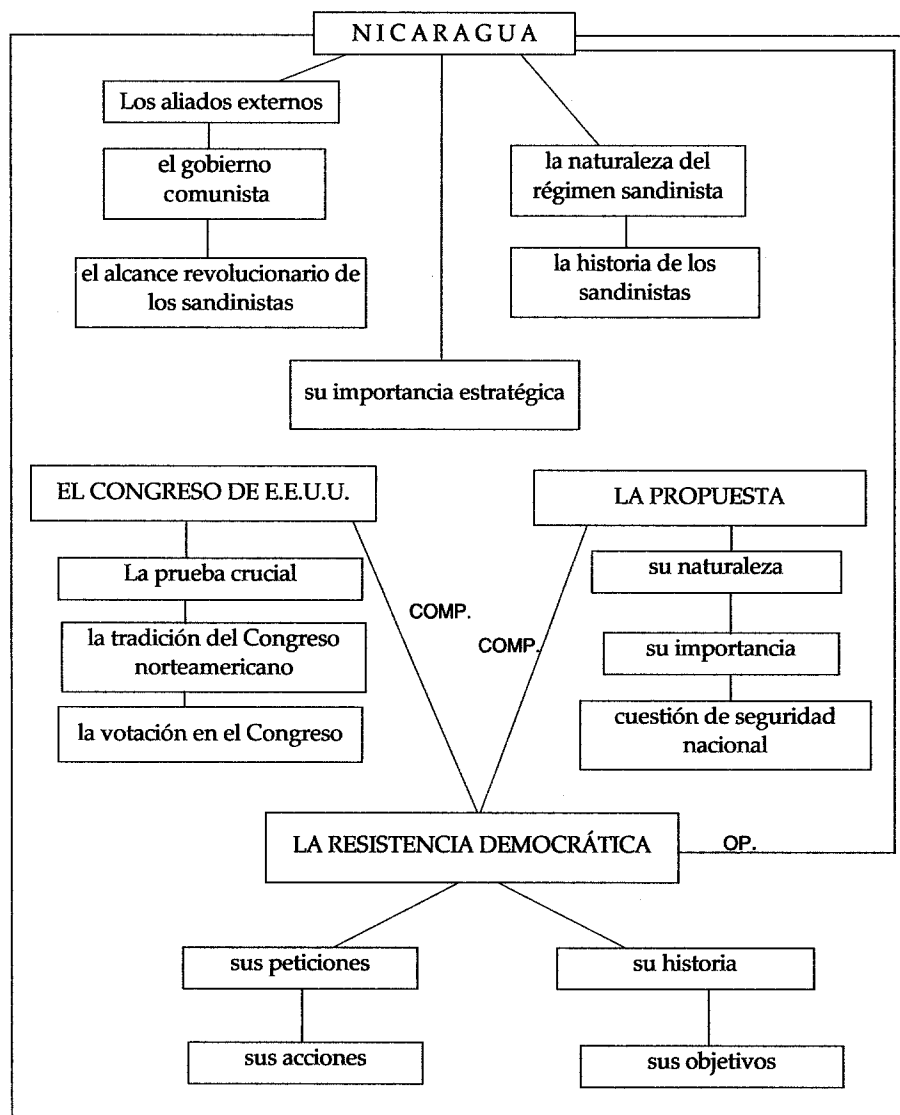 NICARAGUA
Los aliados externos
el gobierno
comunista
el alcance revolucionario de
los sandinistas
la naturaleza del
régimen sandinista
la historia de los
sandinistas
su importancia estratégica
EL CONGRESO DE E.E.U.U.
La prueba crucial
la tradición del Congreso
norteamericano
la votación en el Congreso
LA PROPUESTA
su naturaleza
su importancia
cuestión de seguridad
nacional
COMP.
COMP.
LA RESISTENCIA DEMOCRÁTICA
OP.
sus peticiones
sus acciones
su historia
sus objetivos